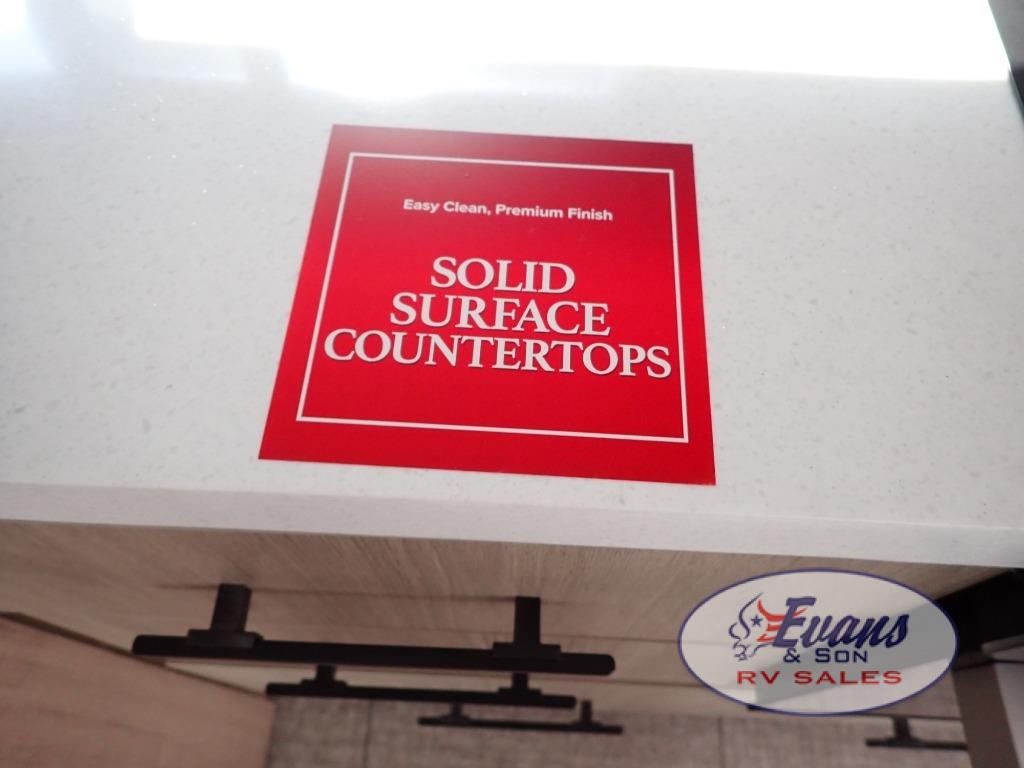 Easy Clean, Premium Finish
SOLID
SURFACE
COUNTERTOPS
Evans
& SON
RV SALES